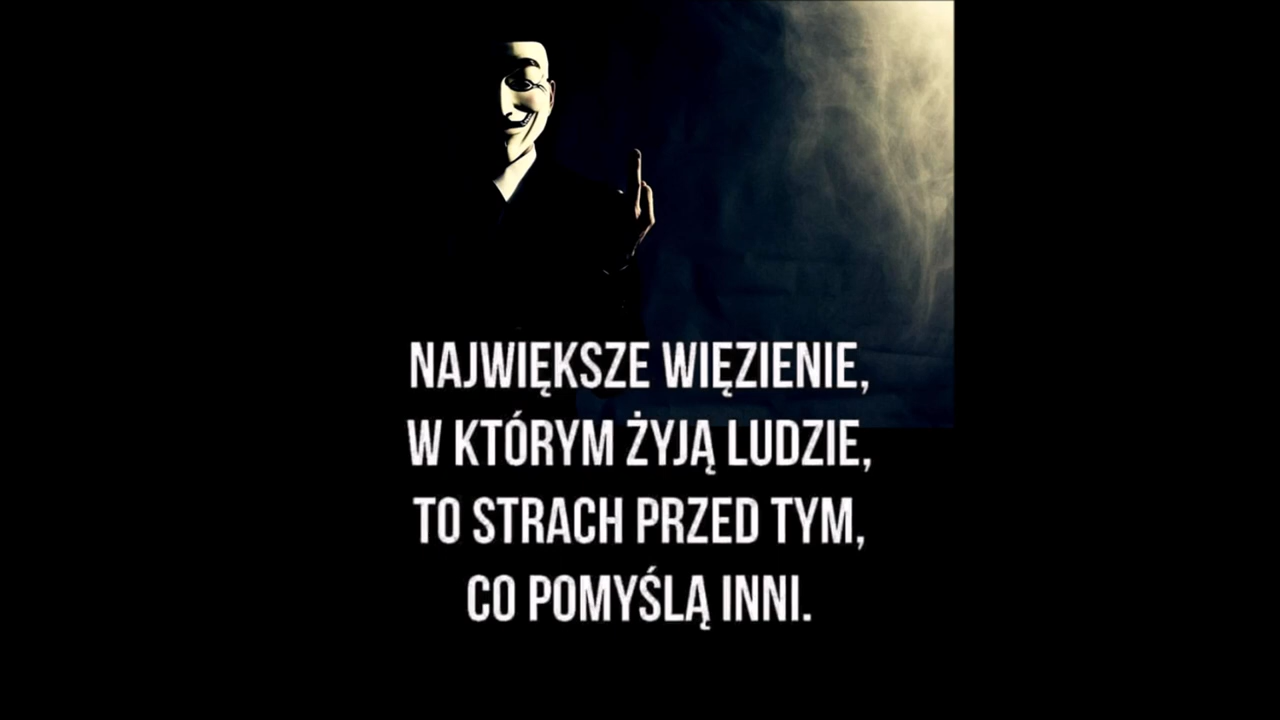 NAJWIĘKSZE WIĘZIENIE,
W KTÓRYM ŻYJĄ LUDZIE,
TO STRACH PRZED TYM,
CO POMYŚLĄ INNI.